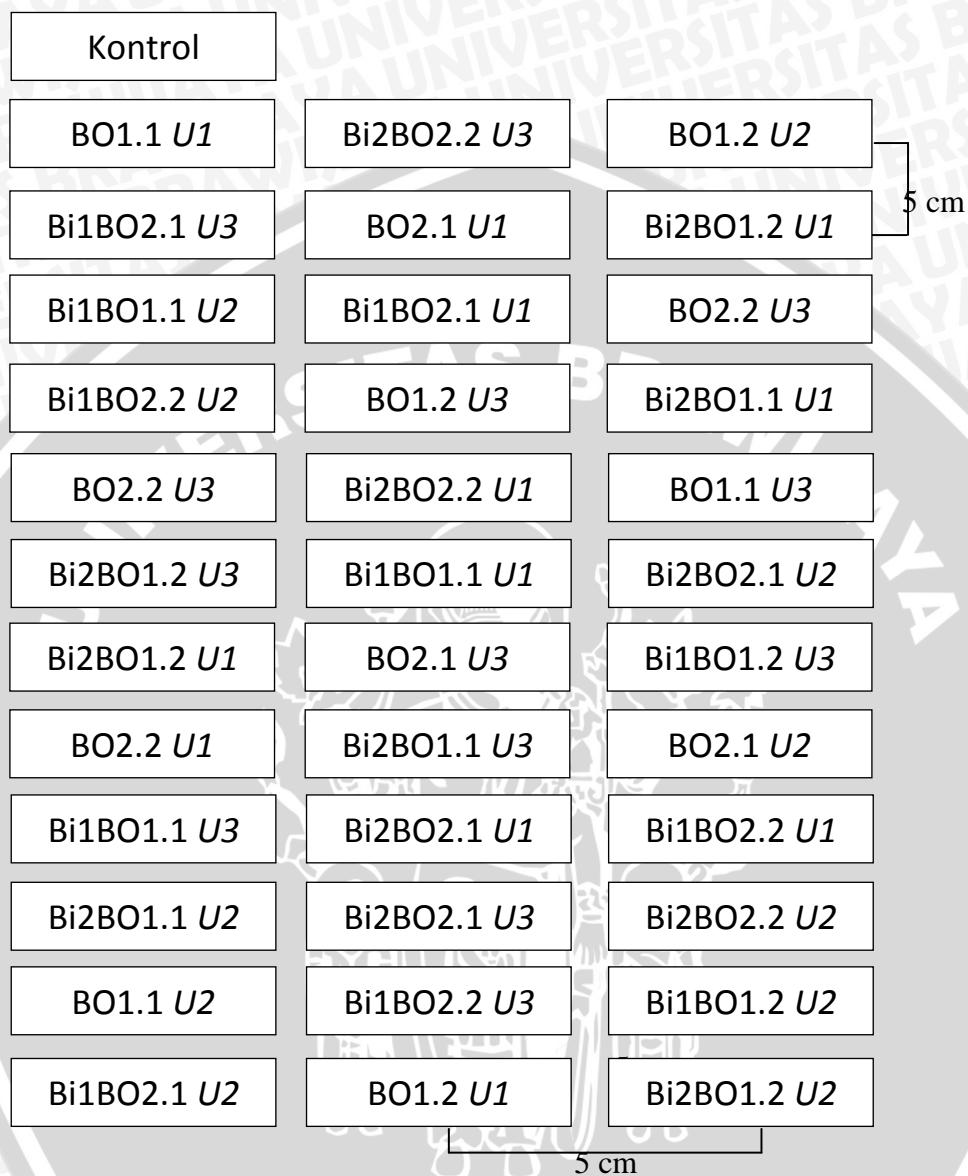 Kontrol
BO1.1 U1 Bi2BO2.2 U3 BO1.2 U2
5 cm
Bi1BO2.1 U3 BO2.1 U1 Bi2BO1.2 U1
Bi1BO1.1 U2 Bi1BO2.1 U1 BO2.2 U3
Bi1BO2.2 U2 BO1.2 U3 Bi2BO1.1 U1
BO2.2 U3 Bi2BO2.2 U1 BO1.1 U3
Bi2BO1.2 U3 Bi1BO1.1 U1 Bi2BO2.1 U2
Bi2BO1.2 U1 BO2.1 U3 Bi1BO1.2 U3
BO2.2 U1 Bi2BO1.1 U3 BO2.1 U2
Bi1BO1.1 U3 Bi2BO2.1 U1 Bi1BO2.2 U1
Bi2BO1.1 U2 Bi2BO2.1 U3 Bi2BO2.2 U2
BO1.1 U2 Bi1BO2.2 U3 Bi1BO1.2 U2
Bi1BO2.1 U2 BO1.2 U1 Bi2BO1.2 U2
5 cm